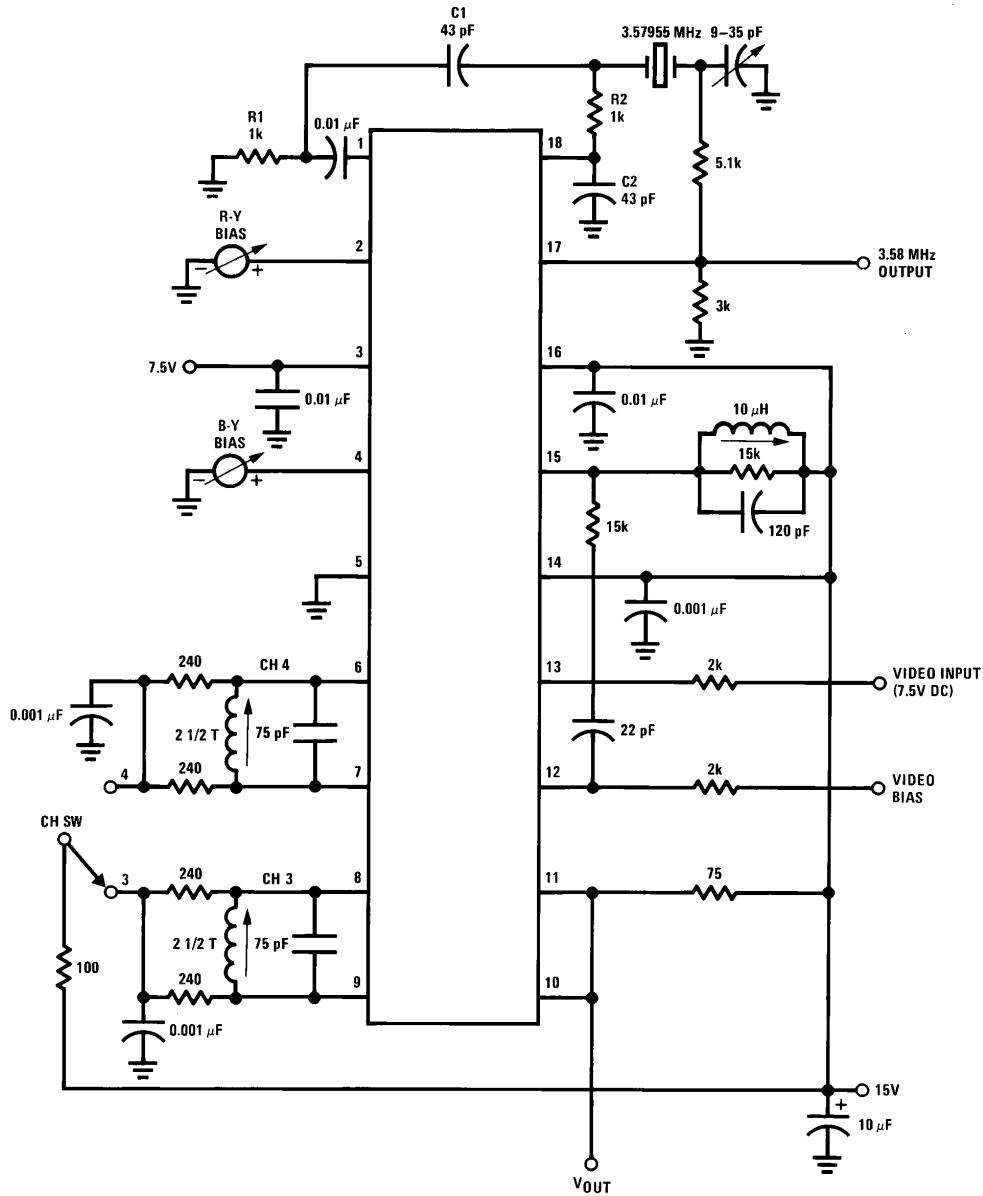 C1
43 pF
3.57955 MHz
9–35 pF
R1
1k
0.01 μF
R2
1k
1
18
5.1k
C2
43 pF
R-Y
BIAS
–
+
2
17
3.58 MHz
OUTPUT
3k
7.5V
3
16
0.01 μF
0.01 μF
10 μH
15k
120 pF
B-Y
BIAS
–
+
4
15
15k
5
14
0.001 μF
240
CH 4
6
13
2k
VIDEO INPUT
(7.5V DC)
0.001 μF
2 1/2 T
75 pF
22 pF
240
4
7
12
2k
VIDEO
BIAS
CH SW
3
240
CH 3
8
11
75
2 1/2 T
75 pF
100
240
9
10
0.001 μF
15V
+
10 μF
VOUT